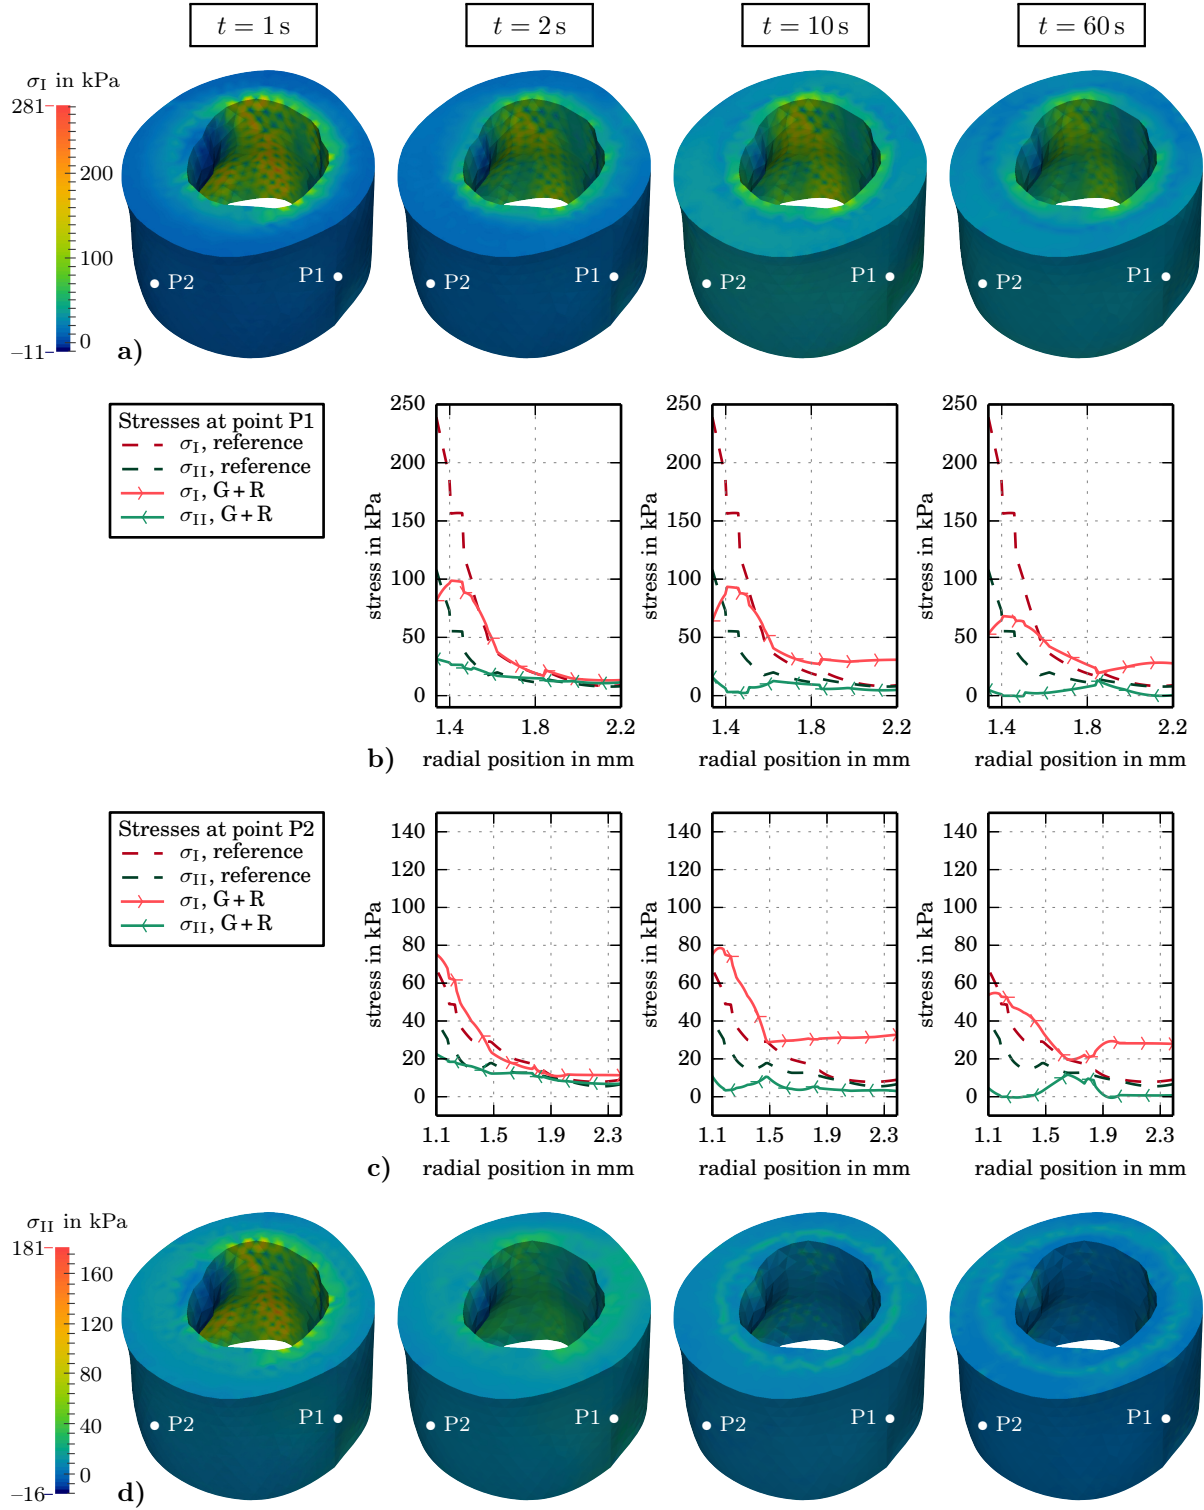 t = 1 s
t = 2 s
t = 10 s
t = 60 s
σI in kPa
281
200
100
0
−11
P2
P1
P2
P1
P2
P1
P2
P1
a)
Stresses at point P1
σI, reference
σII, reference
σI, G+R
σII, G+R
stress in kPa
250
200
150
100
50
0
1.4
1.8
2.2
radial position in mm
stress in kPa
250
200
150
100
50
0
1.4
1.8
2.2
radial position in mm
stress in kPa
250
200
150
100
50
0
1.4
1.8
2.2
radial position in mm
b)
Stresses at point P2
σI, reference
σII, reference
σI, G+R
σII, G+R
stress in kPa
140
120
100
80
60
40
20
0
1.1
1.5
1.9
2.3
radial position in mm
stress in kPa
140
120
100
80
60
40
20
0
1.1
1.5
1.9
2.3
radial position in mm
stress in kPa
140
120
100
80
60
40
20
0
1.1
1.5
1.9
2.3
radial position in mm
c)
σII in kPa
181
160
120
80
40
0
−16
P2
P1
P2
P1
P2
P1
P2
P1
d)